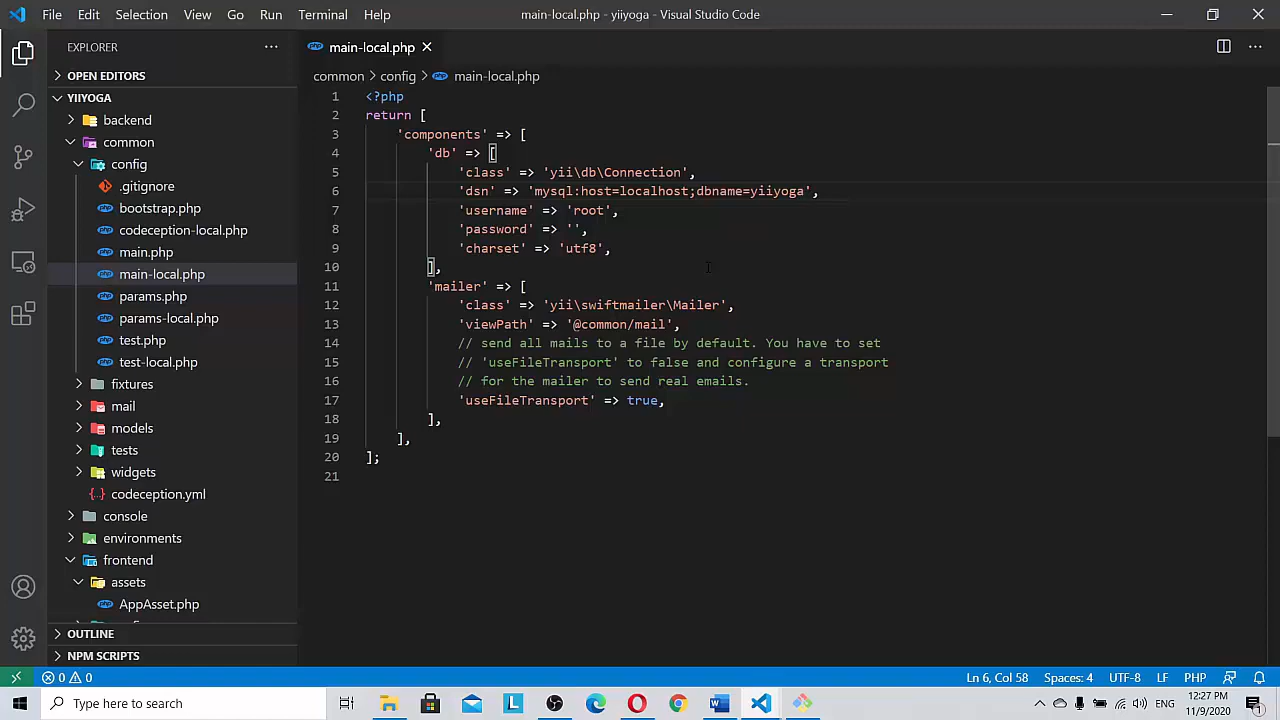 File Edit Selection View Go Run Terminal Help
main-local.php - yiiyoga - Visual Studio Code
EXPLORER
OPEN EDITORS
YIIYOGA
backend
common
config
.gitignore
bootstrap.php
codeception-local.php
main.php
main-local.php
params.php
params-local.php
test.php
test-local.php
fixtures
mail
models
tests
widgets
codeception.yml
console
environments
frontend
assets
AppAsset.php
OUTLINE
NPM SCRIPTS
main-local.php
common > config > main-local.php
1 <?php
2 return [
3 'components' => [
4 'db' => [
5 'class' => 'yii\db\Connection',
6 'dsn' => 'mysql:host=localhost;dbname=yiiyoga',
7 'username' => 'root',
8 'password' => '',
9 'charset' => 'utf8',
10 ],
11 'mailer' => [
12 'class' => 'yii\swiftmailer\Mailer',
13 'viewPath' => '@common/mail',
14 // send all mails to a file by default. You have to set
15 // 'useFileTransport' to false and configure a transport
16 // for the mailer to send real emails.
17 'useFileTransport' => true,
18 ],
19 ],
20 ];
21
0 0
Ln 6, Col 58 Spaces: 4 UTF-8 LF PHP
Type here to search
ENG
12:27 PM
11/9/2020